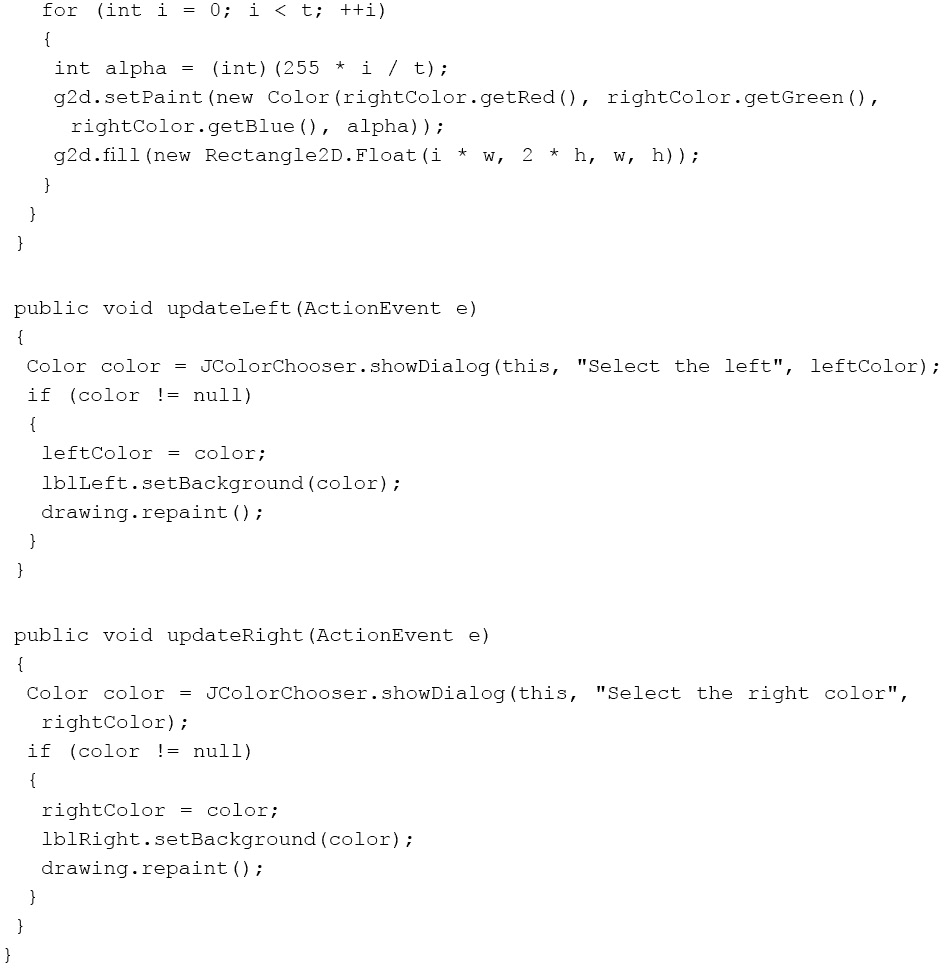 for (int i = 0; i < t; ++i)
{
int alpha = (int)(255 * i / t);
g2d.setPaint(new Color(rightColor.getRed(), rightColor.getGreen(),
rightColor.getBlue(), alpha));
g2d.fill(new Rectangle2D.Float(i * w, 2 * h, w, h));
}
}
}
public void updateLeft(ActionEvent e)
{
Color color = JColorChooser.showDialog(this, "Select the left", leftColor);
if (color != null)
{
leftColor = color;
lblLeft.setBackground(color);
drawing.repaint();
}
}
public void updateRight(ActionEvent e)
{
Color color = JColorChooser.showDialog(this, "Select the right color",
rightColor);
if (color != null)
{
rightColor = color;
lblRight.setBackground(color);
drawing.repaint();
}
}
}